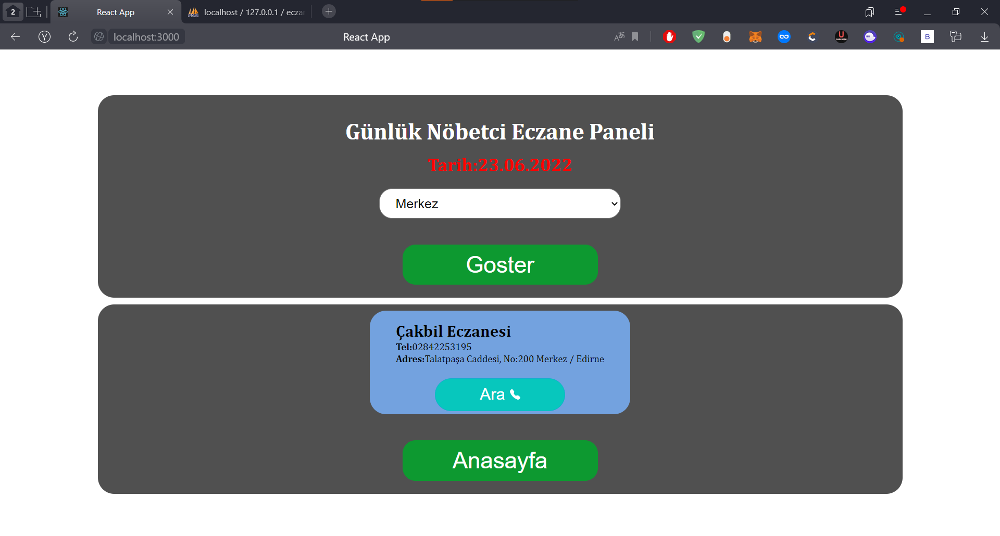 2
React App
localhost / 127.0.0.1 / ecza
localhost:3000
React App
B
Günlük Nöbetci Eczane Paneli
Tarih:23.06.2022
Merkez
Goster
Çakbil Eczanesi
Tel:02842253195
Adres:Talatpaşa Caddesi, No:200 Merkez / Edirne
Ara
Anasayfa